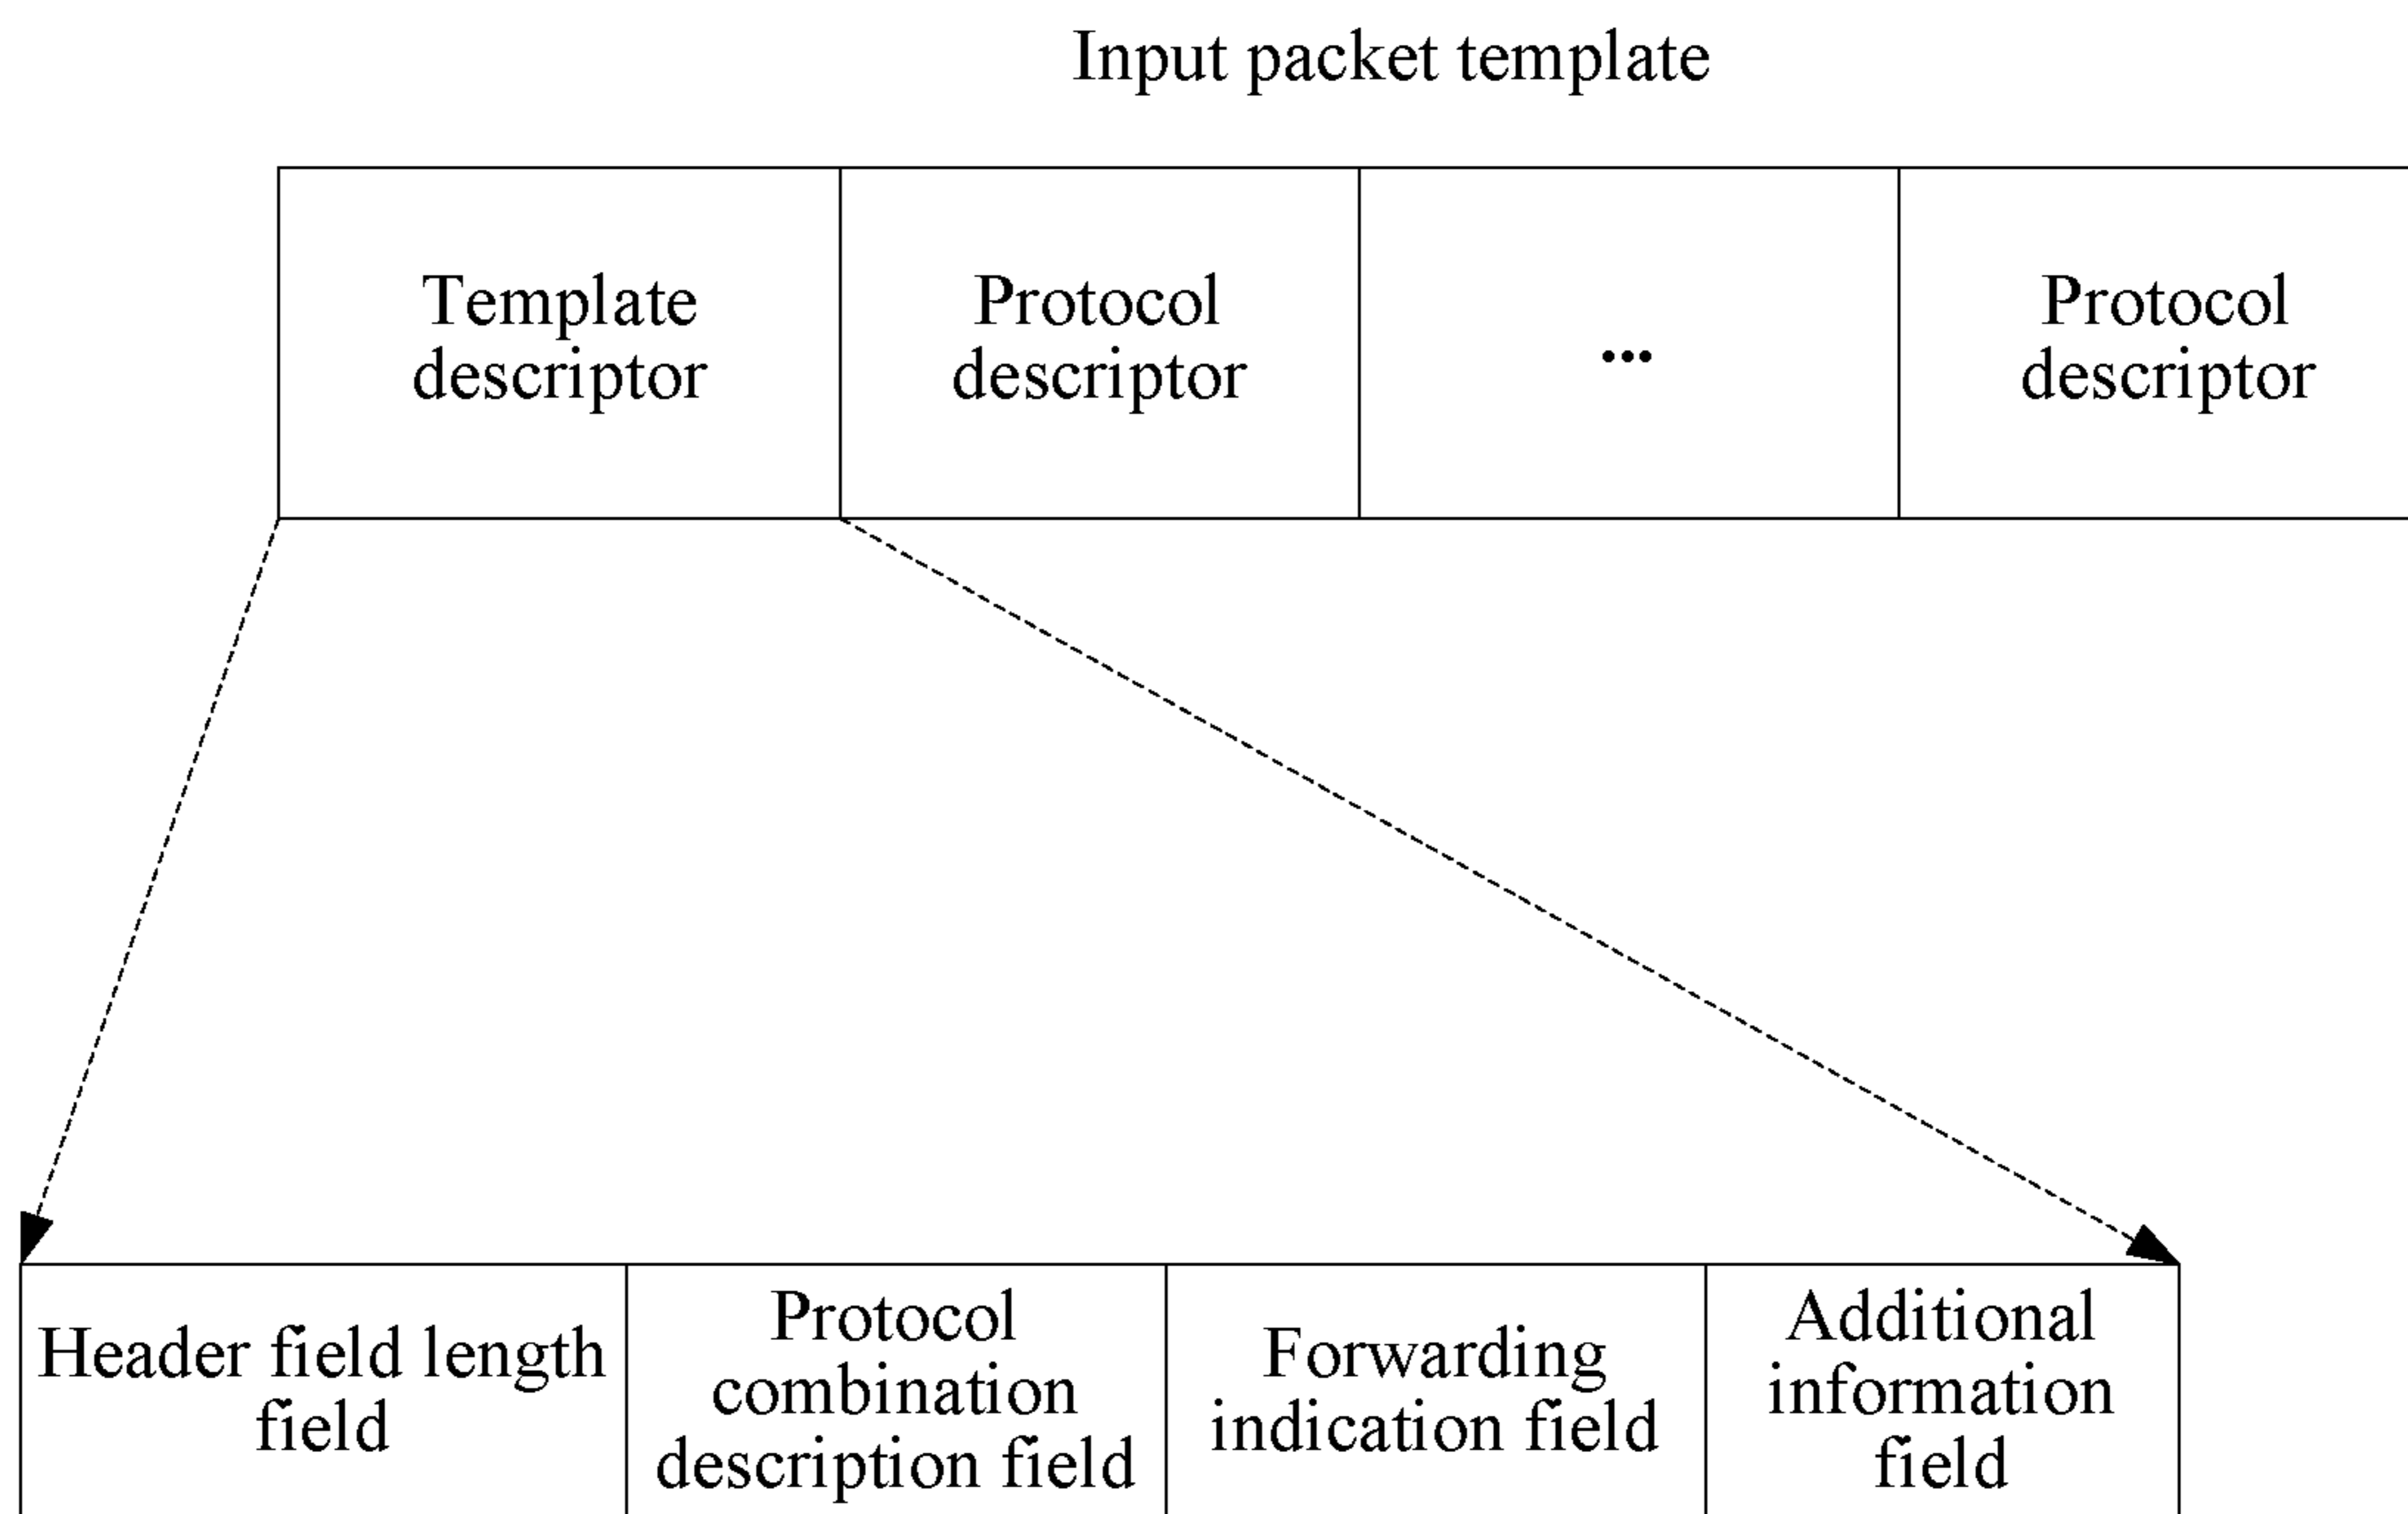 Input packet template
Template
descriptor
Protocol
descriptor
...
Protocol
descriptor
Header field length
field
Protocol
combination
description field
Forwarding
indication field
Additional
information
field